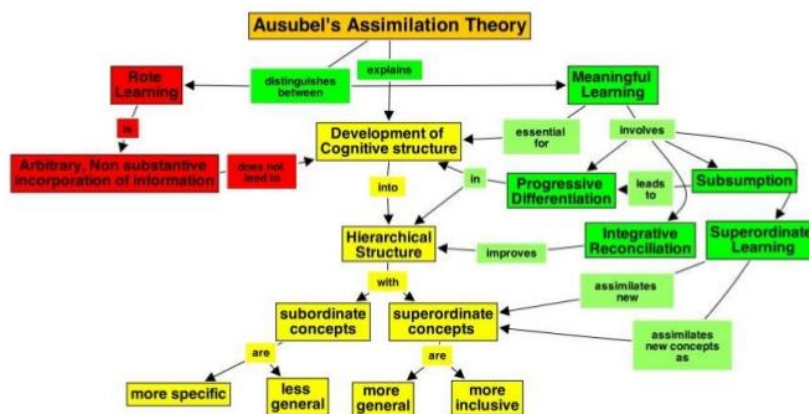 Ausubel's Assimilation Theory
Rote
Learning
distinguishes
between
explains
Meaningful
Learning
is
Development of
Cognitive structure
essential
for
involves
Arbitrary, Non substantive
incorporation of information
does not
leed to
into
in
Progressive
Differentiation
leads
to
Subsumption
Hierarchical
Structure
improves
Integrative
Reconciliation
Superordinate
Learning
with
assimilates
new
subordinate
concepts
superordinate
concepts
assimilates
new concepts
as
are
are
more specific
less
general
more
general
more
inclusive